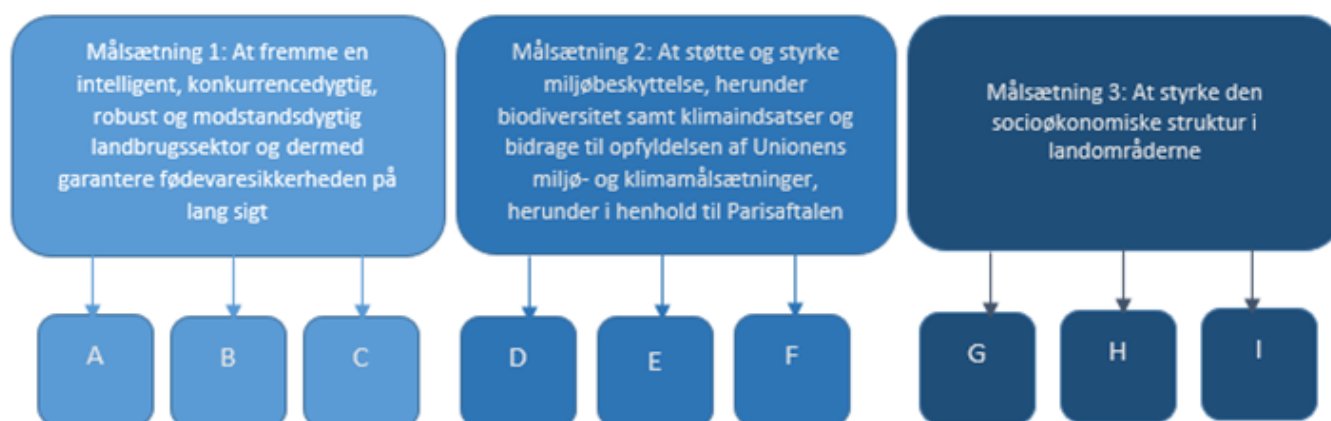 Målsætning 1: At fremme en
intelligent, konkurrencedygtig,
robust og modstandsdygtig
landbrugssektor og dermed
garantere fødevaresikkerheden på
lang sigt
Målsætning 2: At støtte og styrke
miljøbeskyttelse, herunder
biodiversitet samt klimaindsatser og
bidrage til opfyldelsen af Unionens
miljø- og klimamålsætninger,
herunder i henhold til Parisaftalen
Målsætning 3: At styrke den
socioøkonomiske struktur i
landområderne
A
B
C
D
E
F
G
H
I